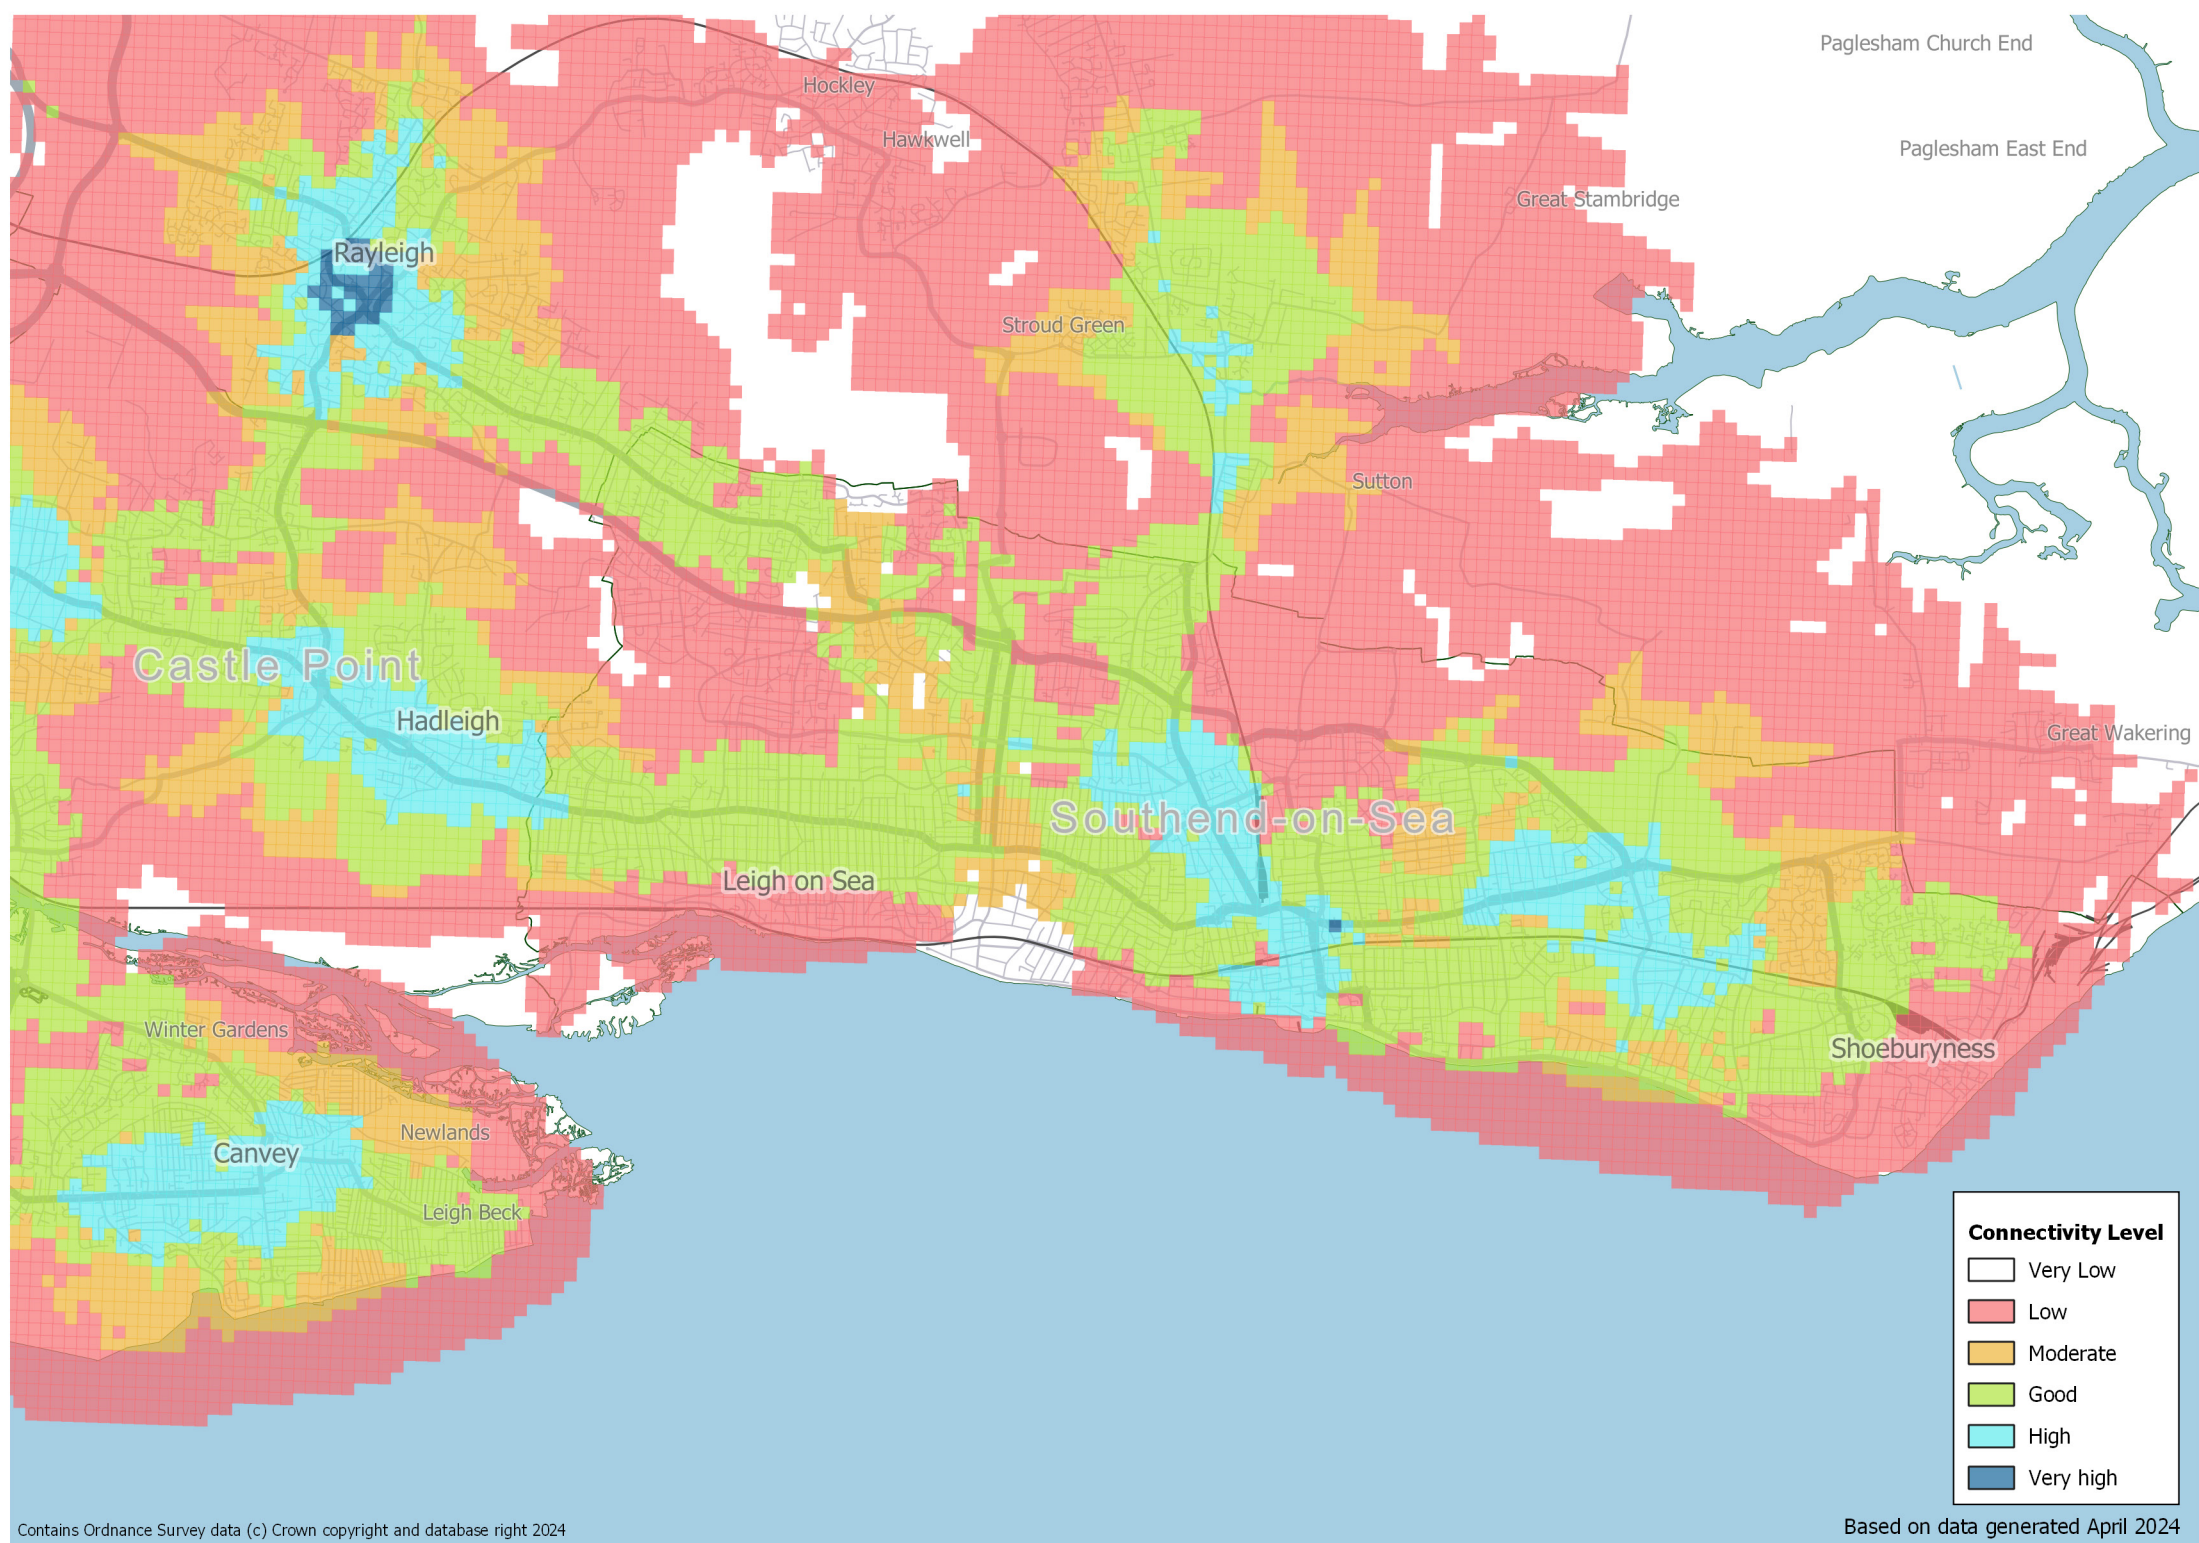 Paglesham Church End
Hockley
Hawkwell
Paglesham East End
Great Stambridge
Rayleigh
Stroud Green
Sutton
Castle Point
Hadleigh
Great Wakering
Southend-on-Sea
Leigh on Sea
Winter Gardens
Shoeburyness
Newlands
Canvey
Leigh Beck
Connectivity Level
Very Low
Low
Moderate
Good
High
Very high
Contains Ordnance Survey data (c) Crown copyright and database right 2024
Based on data generated April 2024